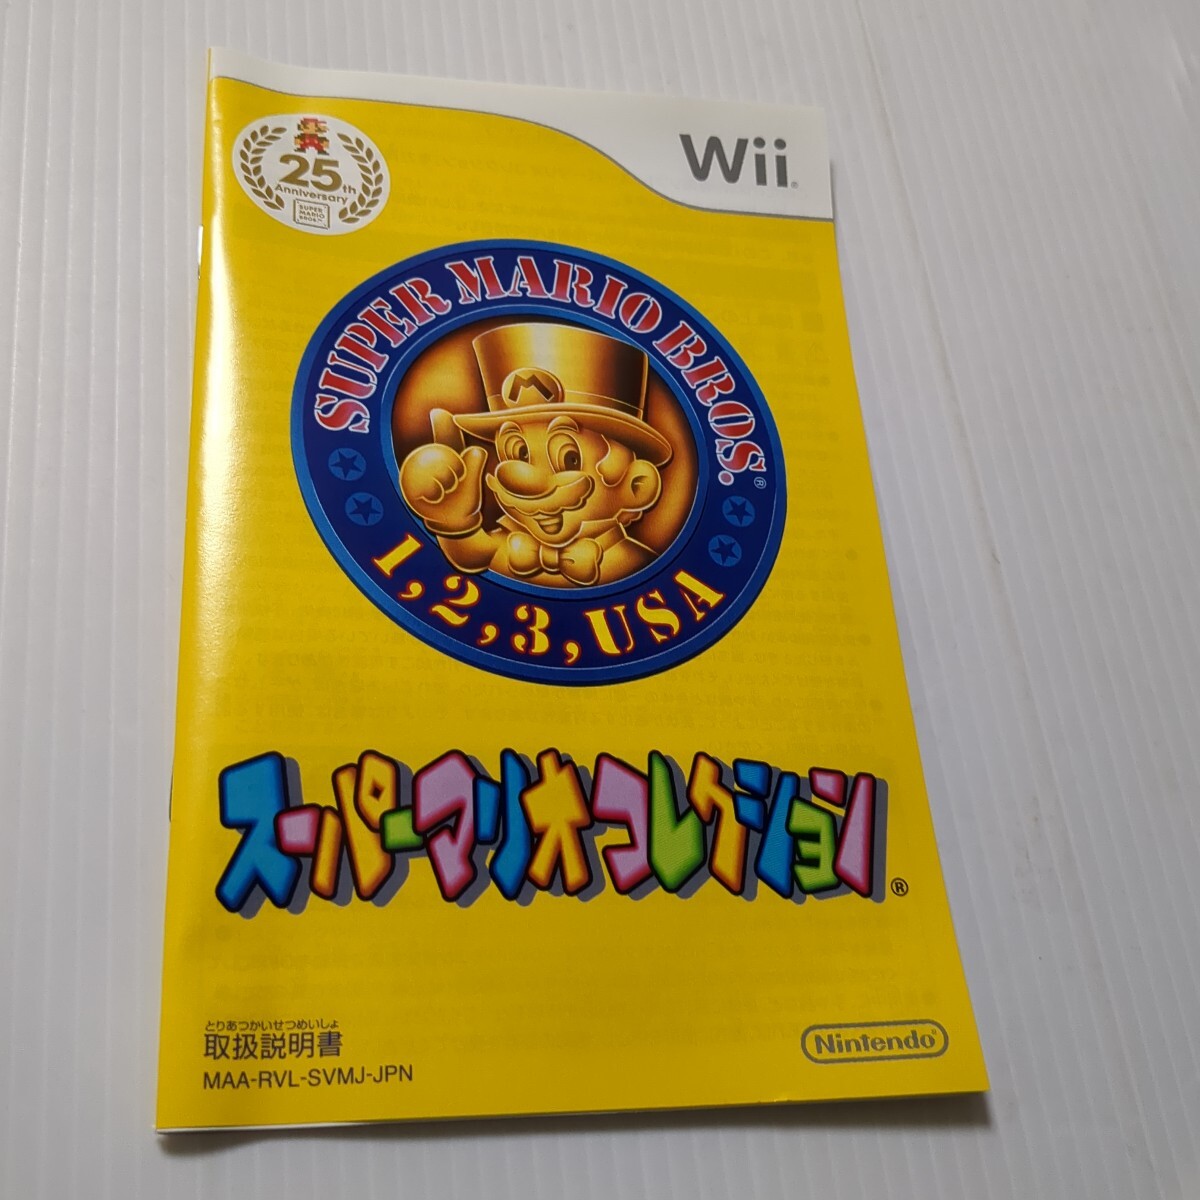 Wii
25th
Anniversary
SUPER
MARIO
BROS.
SUPER MARIO BROS.®
M
1, 2, 3, USA
スーパーマリオコレクション®
とりあつかいせつめいしょ
取扱説明書
MAA-RVL-SVMJ-JPN
Nintendo®